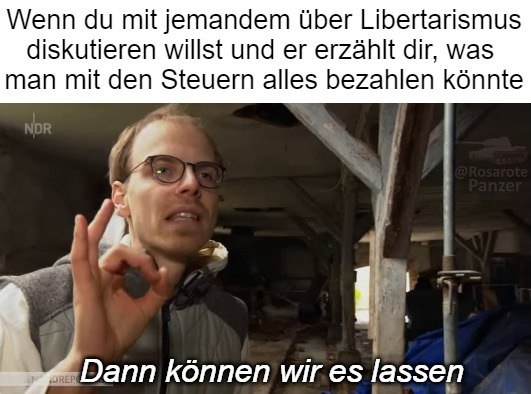 Wenn du mit jemandem über Libertarismus
diskutieren willst und er erzählt dir, was
man mit den Steuern alles bezahlen könnte
NDR
@Rosarote
Panzer
Dann können wir es lassen